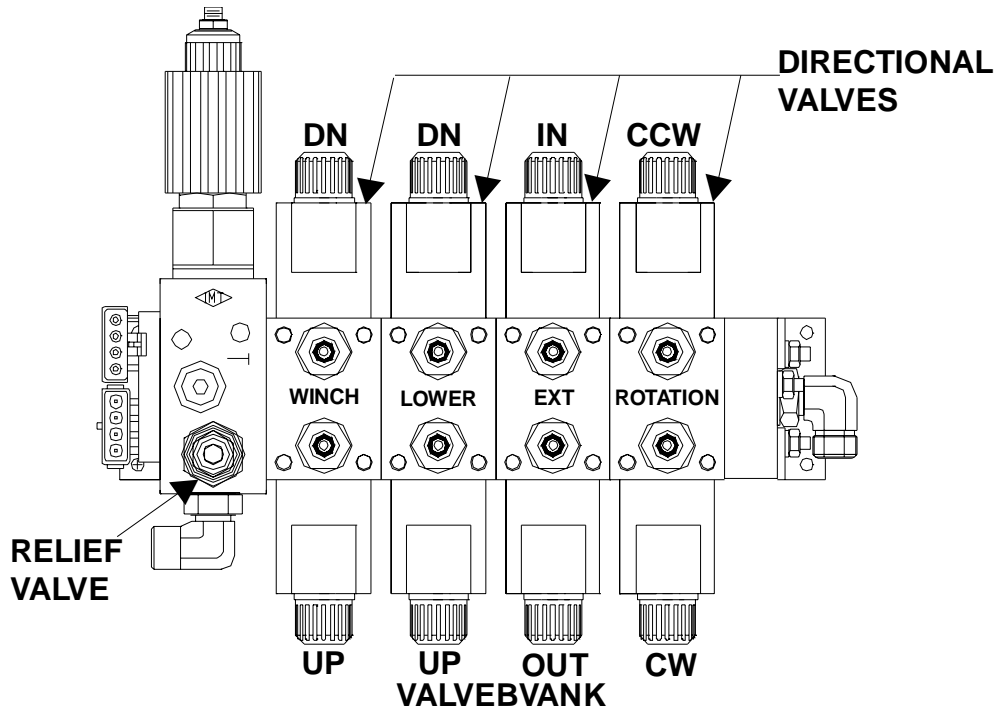 DIRECTIONAL
VALVES
DN DN IN CCW
IMT
WINCH LOWER EXT ROTATION
RELIEF
VALVE
UP UP OUT CW
VALVEBVANK